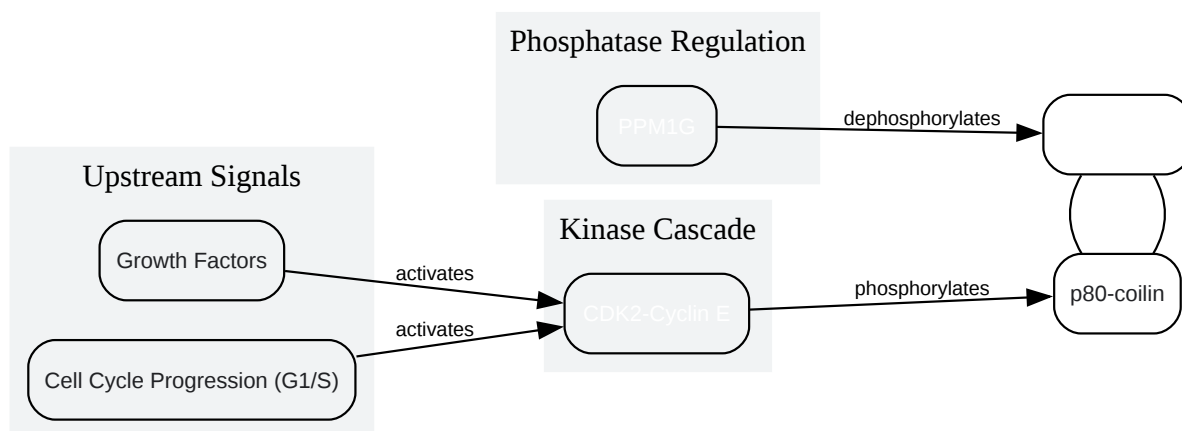 Phosphatase Regulation
PPM1G
dephosphorylates
Upstream Signals
Growth Factors
activates
Cell Cycle Progression (G1/S)
activates
Kinase Cascade
CDK2-Cyclin E
phosphorylates
p80-coilin